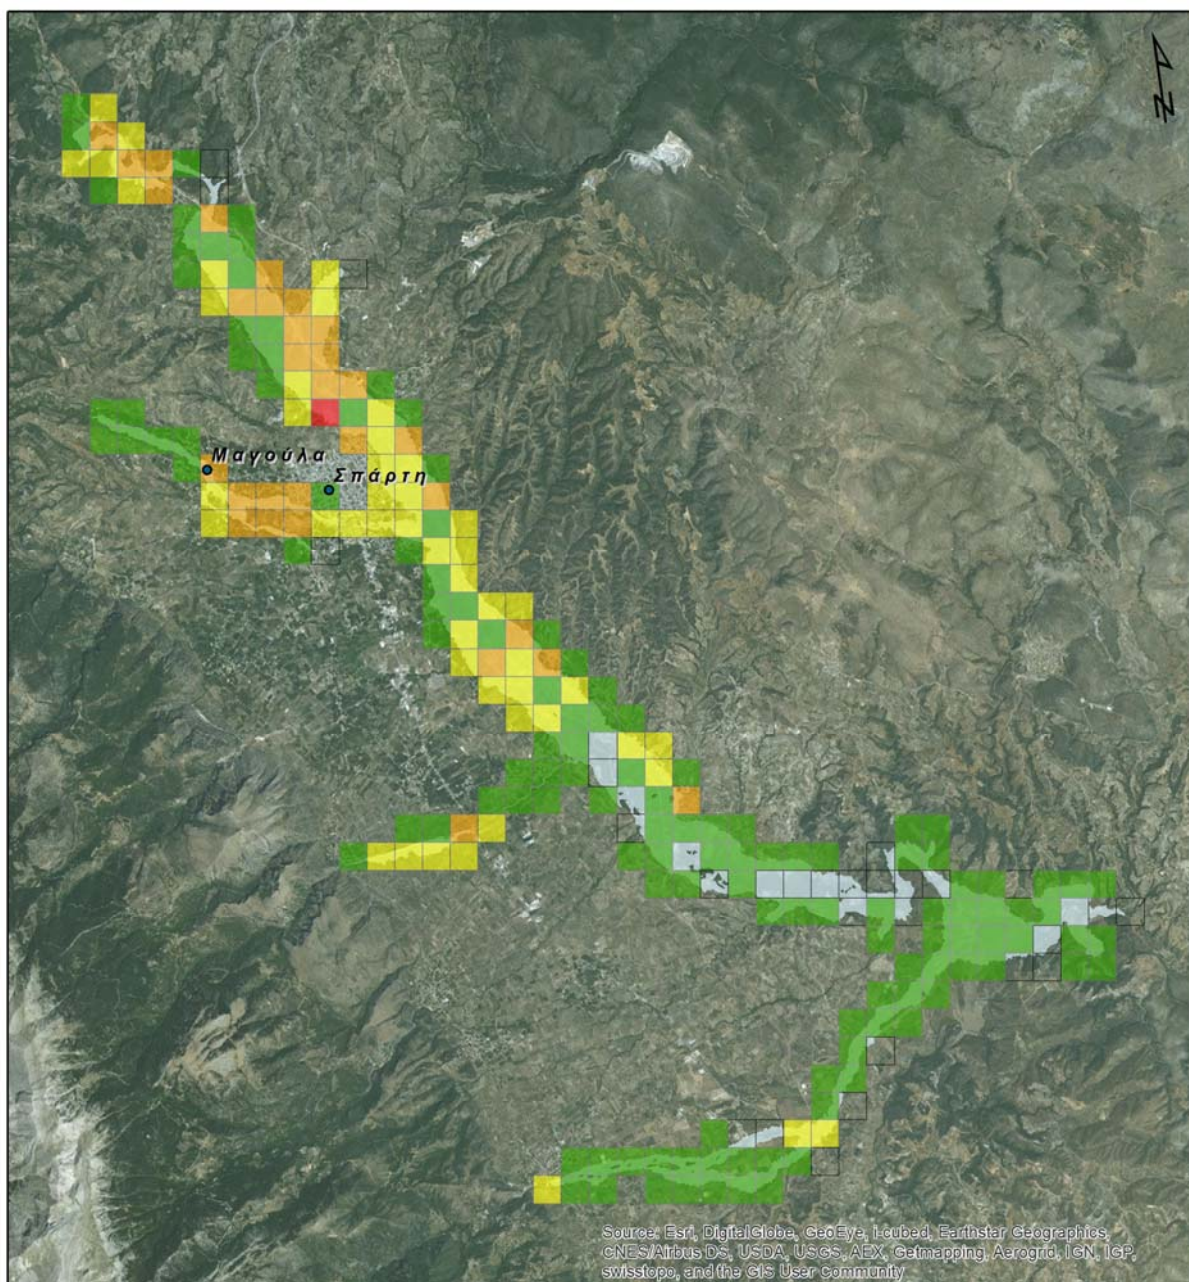 N
Μαγούλα
Σπάρτη
Source: Esri, DigitalGlobe, GeoEye, i-cubed, Earthstar Geographics,
CNES/Airbus DS, USDA, USGS, AEX, Getmapping, Aerogrid, IGN, IGP,
swisstopo, and the GIS User Community